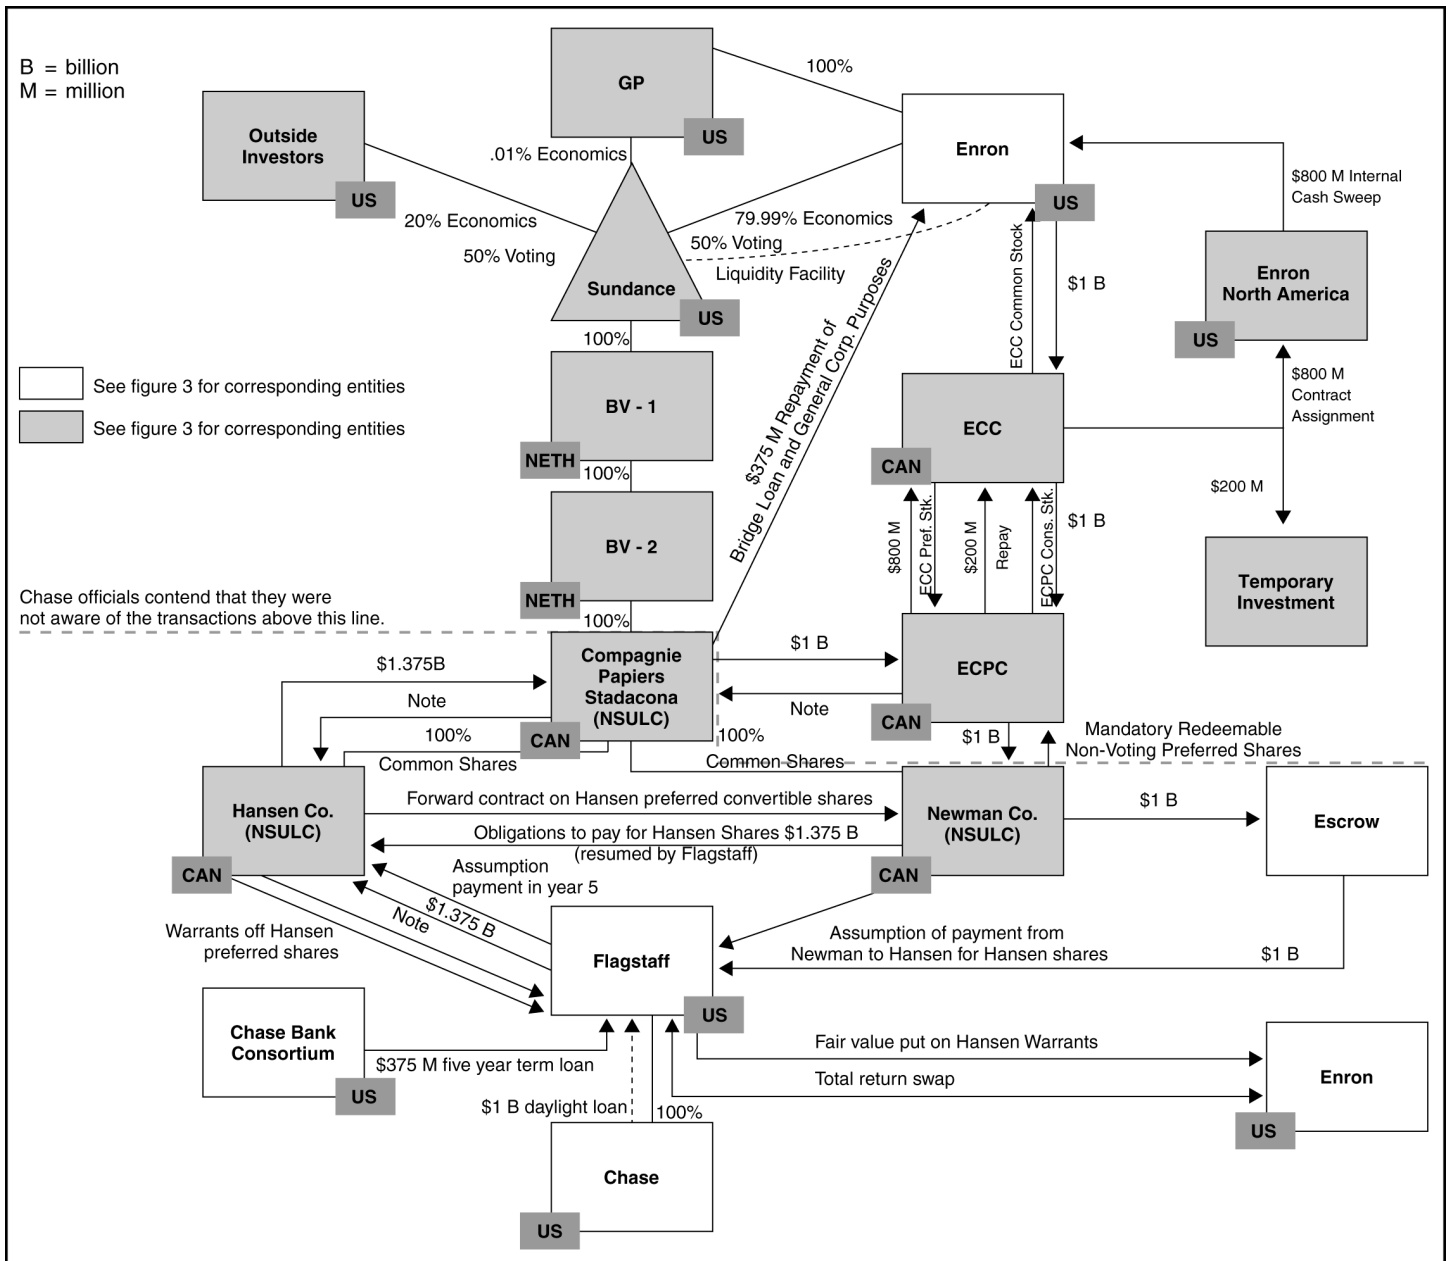 B = billion
M = million
GP
US
100%
Outside
Investors
US
Enron
US
.01% Economics
20% Economics
50% Voting
79.99% Economics
50% Voting
Liquidity Facility
Sundance
US
$800 M Internal
Cash Sweep
Enron
North America
US
ECC Common Stock
$1 B
100%
See figure 3 for corresponding entities
See figure 3 for corresponding entities
BV - 1
NETH
100%
$375 M Repayment of
Bridge Loan and General Corp. Purposes
ECC
CAN
$800 M
Contract
Assignment
$200 M
BV - 2
NETH
100%
$800 M
ECC Pref. Stk.
$200 M
Repay
ECPC Cons. Stk.
$1 B
Temporary
Investment
Chase officials contend that they were
not aware of the transactions above this line.
$1.375B
Note
100%
Common Shares
Compagnie
Papiers
Stadacona
(NSULC)
CAN
$1 B
Note
100%
Common Shares
ECPC
CAN
$1 B
Mandatory Redeemable
Non-Voting Preferred Shares
Hansen Co.
(NSULC)
CAN
Forward contract on Hansen preferred convertible shares
Obligations to pay for Hansen Shares $1.375 B
(resumed by Flagstaff)
Newman Co.
(NSULC)
CAN
$1 B
Escrow
Assumption
payment in year 5
$1.375 B
Note
Warrants off Hansen
preferred shares
Flagstaff
US
Assumption of payment from
Newman to Hansen for Hansen shares
$1 B
Chase Bank
Consortium
US
$375 M five year term loan
$1 B daylight loan
100%
Fair value put on Hansen Warrants
Total return swap
Enron
US
Chase
US